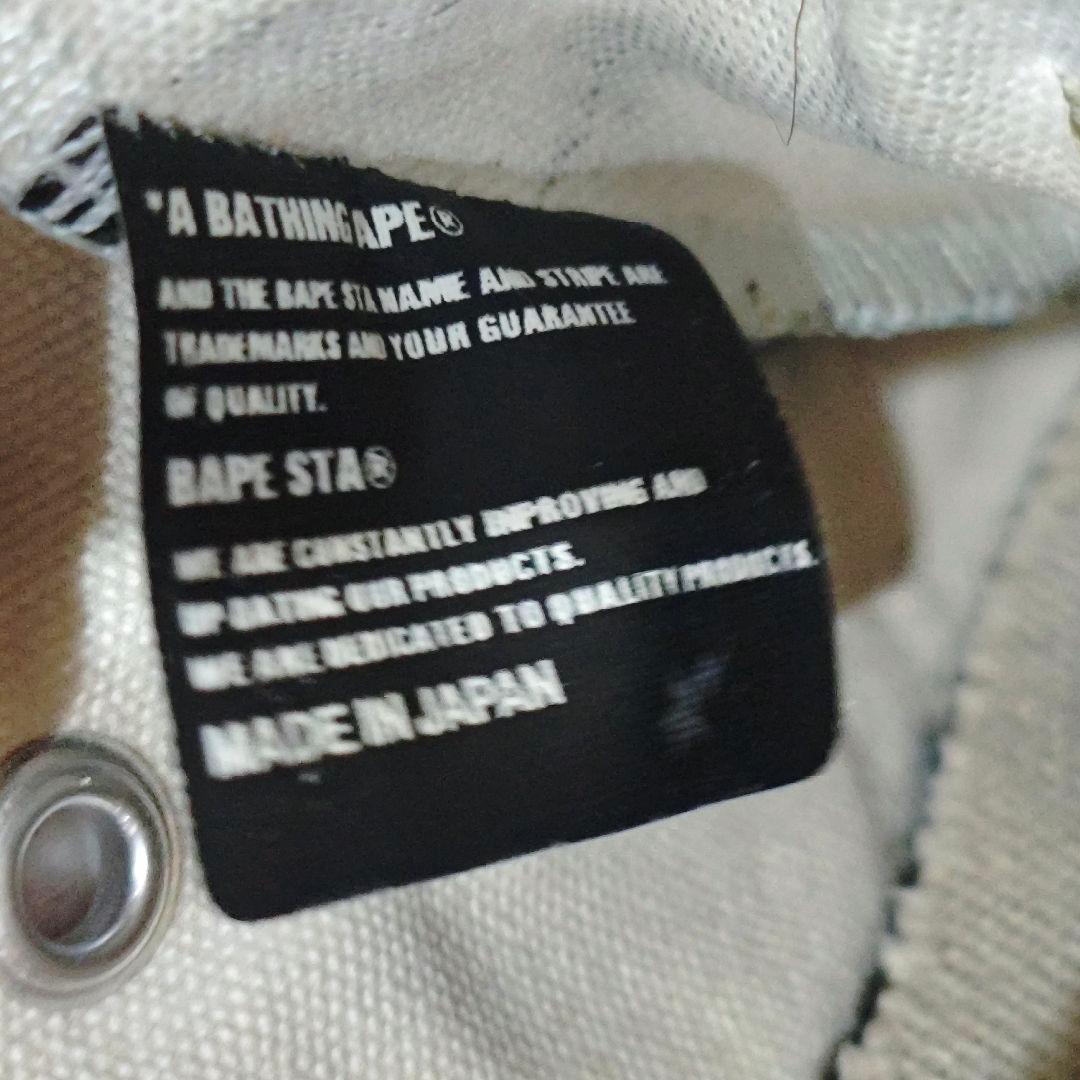 *A BATHING APE®
AND THE BAPE STA NAME AND STRIPE ARE
TRADEMARKS AND YOUR GUARANTEE
OF QUALITY.
BAPE STA®
WE ARE CONSTANTLY IMPROVING AND
UP-DATING OUR PRODUCTS.
WE ARE DEDICATED TO QUALITY PRODUCTS.
MADE IN JAPAN